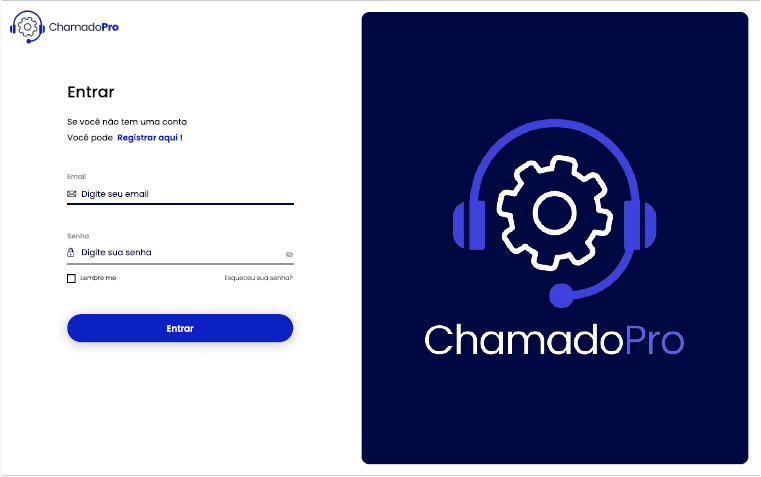 ChamadoPro
Entrar
Se você não tem uma conta
Você pode Registrar aqui !
Email
Digite seu email
Senha
Digite sua senha
Lembre me
Esqueceu sua senha?
Entrar
ChamadoPro